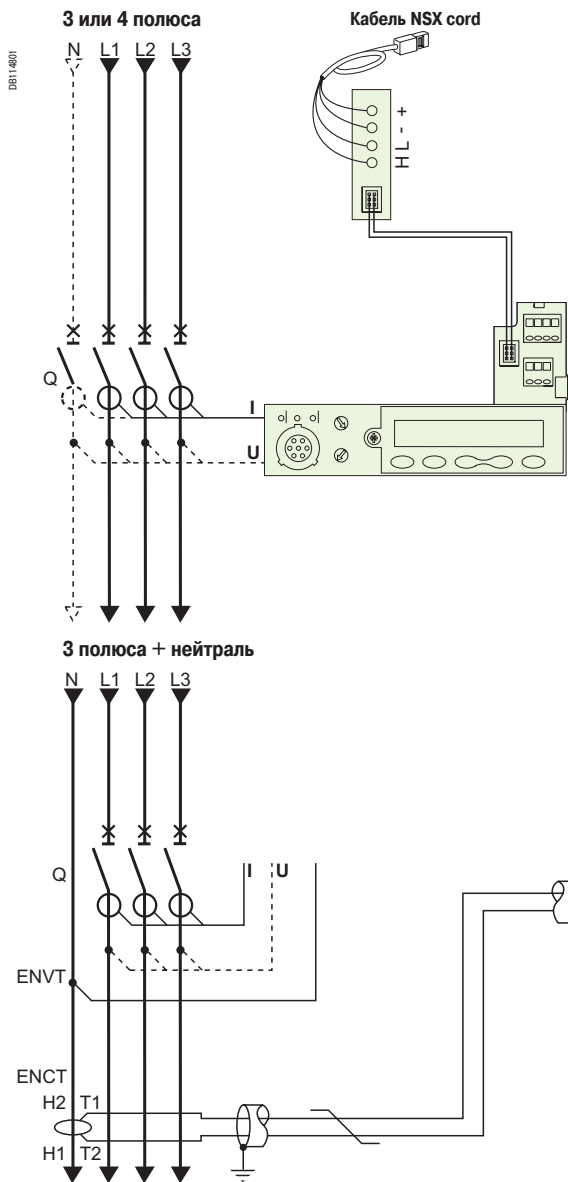 3 или 4 полюса
Кабель NSX cord
DB114801
N L1 L2 L3
H L - +
Q
I
U
3 полюса + нейтраль
N L1 L2 L3
Q
I U
ENVT
ENCT
H2 T1
H1 T2